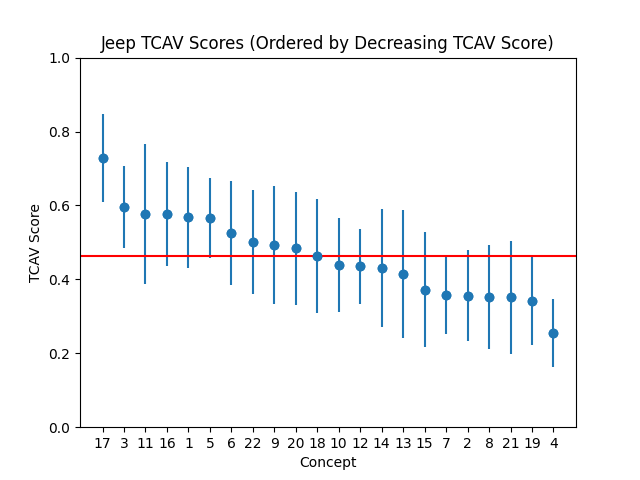 Jeep TCAV Scores (Ordered by Decreasing TCAV Score)
1.0
0.8
0.6
0.4
0.2
0.0
TCAV Score
17 3 11 16 1 5 6 22 9 20 18 10 12 14 13 15 7 2 8 21 19 4
Concept